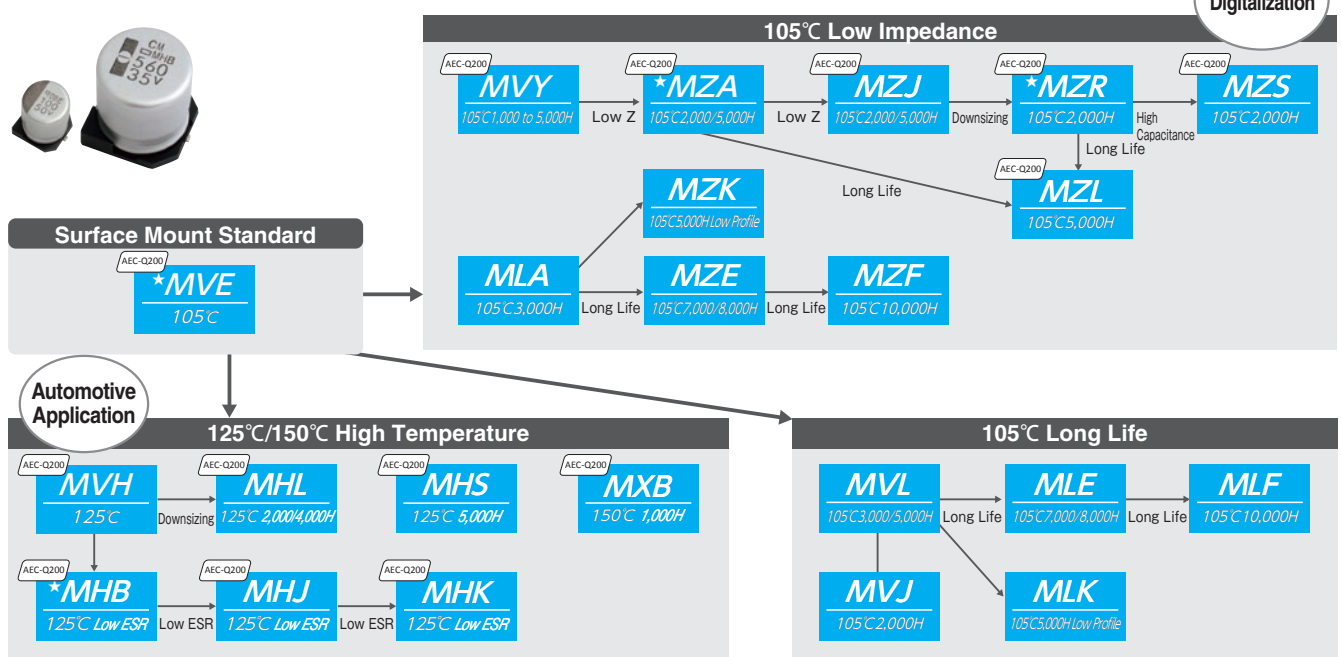 Digitalization
105℃ Low Impedance
AEC-Q200
MVY
105℃1,000 to 5,000H
Low Z
AEC-Q200
★MZA
105℃2,000/5,000H
Low Z
AEC-Q200
MZJ
105℃2,000/5,000H
Downsizing
AEC-Q200
★MZR
105℃2,000H
High
Capacitance
AEC-Q200
MZS
105℃2,000H
Long Life
Long Life
AEC-Q200
MZL
105℃5,000H
MZK
105℃5,000H Low Profile
MLA
105℃3,000H
Long Life
MZE
105℃7,000/8,000H
Long Life
MZF
105℃10,000H
CM
MHB
560
35V
Surface Mount Standard
AEC-Q200
★MVE
105℃
Automotive
Application
125℃/150℃ High Temperature
AEC-Q200
MVH
125℃
Downsizing
AEC-Q200
MHL
125℃ 2,000/4,000H
AEC-Q200
MHS
125℃ 5,000H
AEC-Q200
MXB
150℃ 1,000H
AEC-Q200
★MHB
125℃ Low ESR
Low ESR
AEC-Q200
MHJ
125℃ Low ESR
Low ESR
AEC-Q200
MHK
125℃ Low ESR
105℃ Long Life
MVL
105℃3,000/5,000H
Long Life
MLE
105℃7,000/8,000H
Long Life
MLF
105℃10,000H
MVJ
105℃2,000H
MLK
105℃5,000H Low Profile